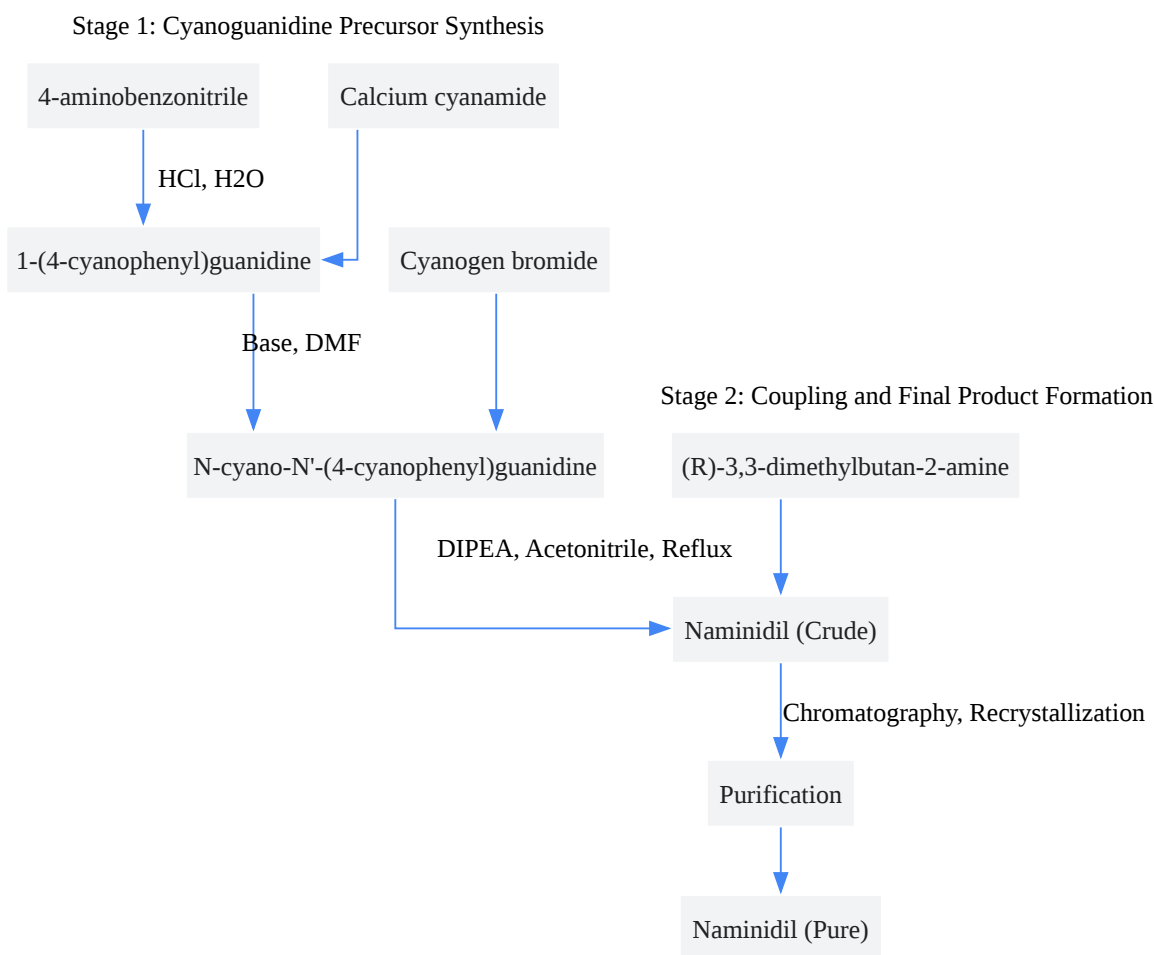 Stage 1: Cyanoguanidine Precursor Synthesis
4-aminobenzonitrile
Calcium cyanamide
HCl, H2O
1-(4-cyanophenyl)guanidine
Cyanogen bromide
Base, DMF
Stage 2: Coupling and Final Product Formation
N-cyano-N'-(4-cyanophenyl)guanidine
(R)-3,3-dimethylbutan-2-amine
DIPEA, Acetonitrile, Reflux
Naminidil (Crude)
Chromatography, Recrystallization
Purification
Naminidil (Pure)